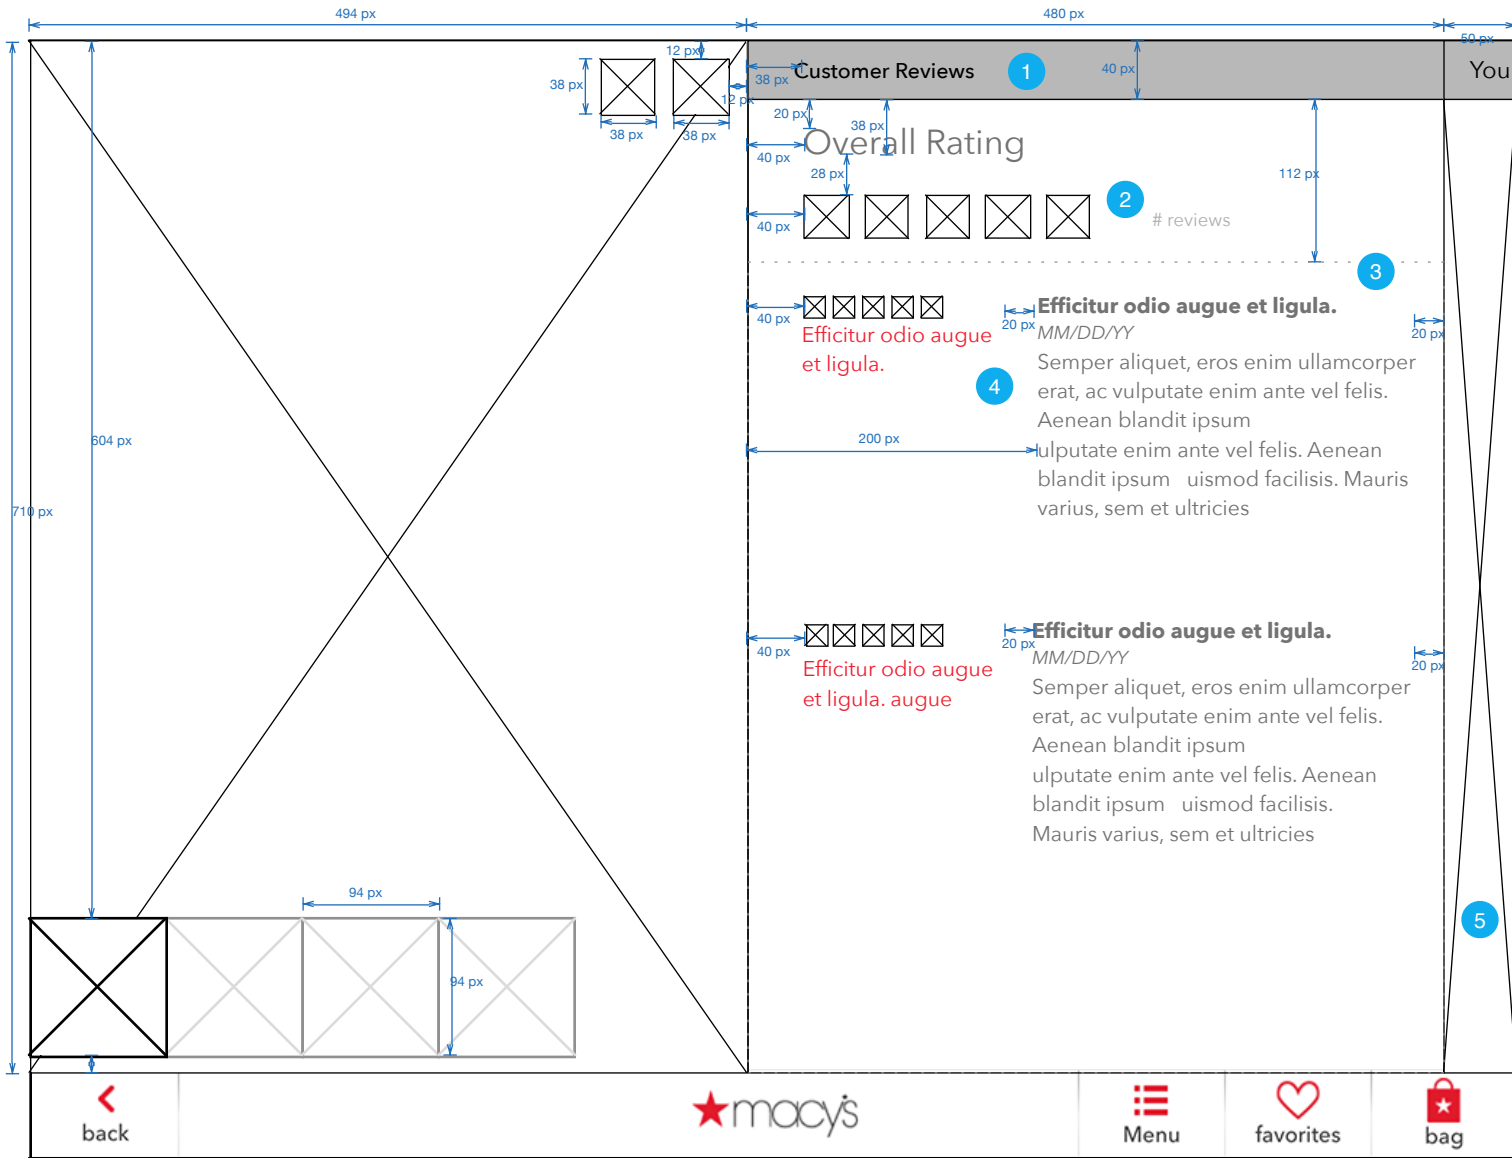 494 px
480 px
50 px
12 px
38 px
12 px
38 px
38 px
38 px
Customer Reviews
1
40 px
You
20 px
38 px
Overall Rating
40 px
28 px
112 px
2
# reviews
40 px
3
40 px
20 px
Efficitur odio augue et ligula.
MM/DD/YY
20 px
Efficitur odio augue
et ligula.
4
Semper aliquet, eros enim ullamcorper
erat, ac vulputate enim ante vel felis.
Aenean blandit ipsum
ulputate enim ante vel felis. Aenean
blandit ipsum uismod facilisis. Mauris
varius, sem et ultricies
200 px
604 px
710 px
40 px
20 px
Efficitur odio augue et ligula.
MM/DD/YY
20 px
Efficitur odio augue
et ligula. augue
Semper aliquet, eros enim ullamcorper
erat, ac vulputate enim ante vel felis.
Aenean blandit ipsum
ulputate enim ante vel felis. Aenean
blandit ipsum uismod facilisis.
Mauris varius, sem et ultricies
94 px
94 px
5
back
macy's
Menu
favorites
bag